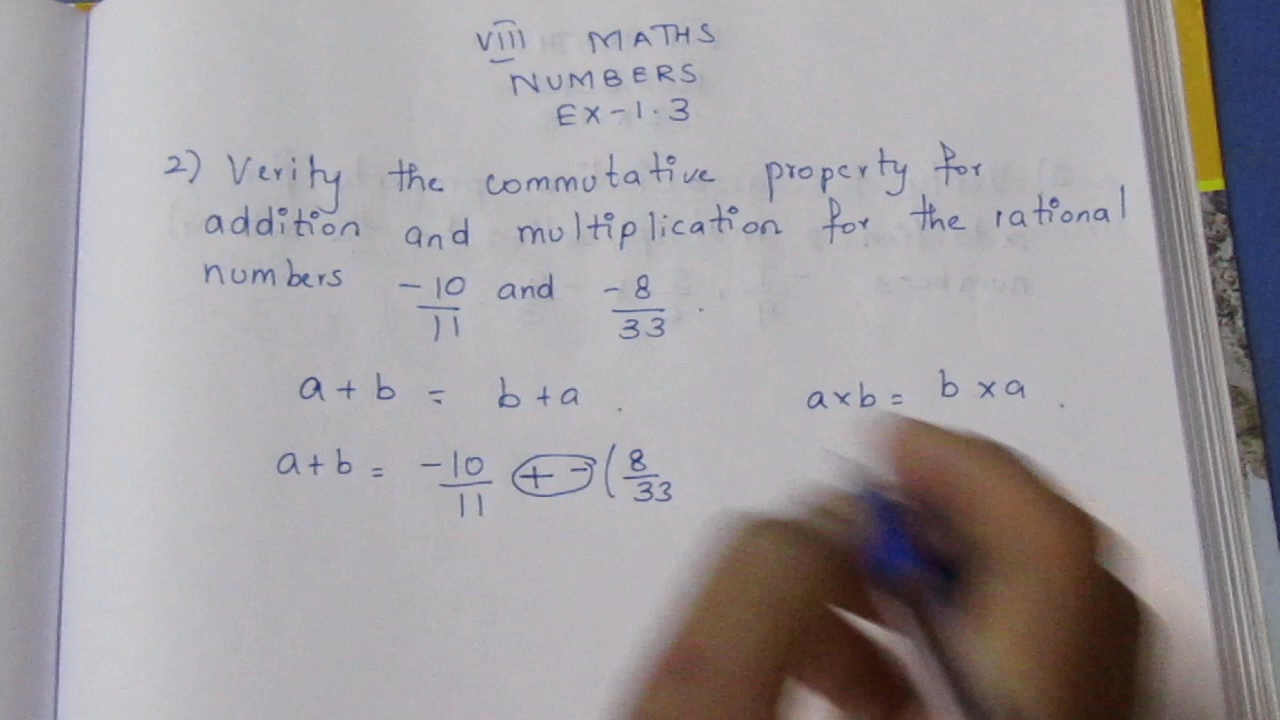 VIII MATHS
NUMBERS
EX-1.3
2) Verify the commutative property for
addition and multiplication for the rational
numbers -10/11 and -8/33.
a + b = b + a . a×b = b × a .
a + b = -10/11 + - (8/33